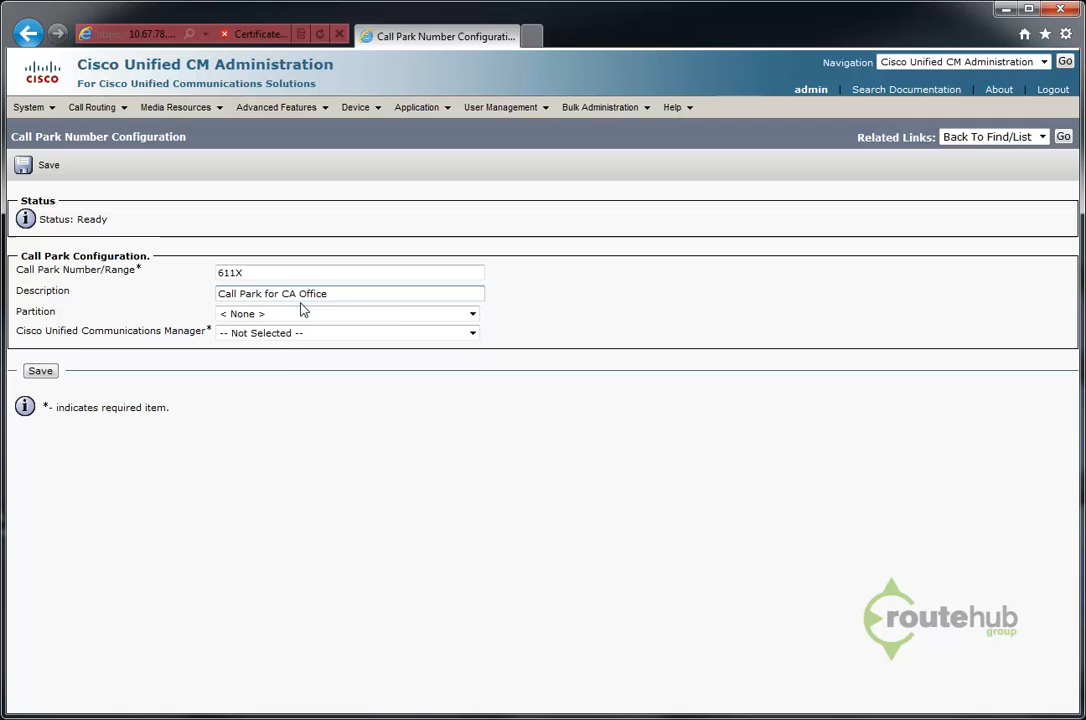 https:// 10.67.78....
Certificate...
Call Park Number Configurati...
CISCO
Cisco Unified CM Administration
For Cisco Unified Communications Solutions
Navigation Cisco Unified CM Administration Go
admin Search Documentation About Logout
System Call Routing Media Resources Advanced Features Device Application User Management Bulk Administration Help
Call Park Number Configuration
Related Links: Back To Find/List Go
Save
Status
Status: Ready
Call Park Configuration.
Call Park Number/Range* 611X
Description Call Park for CA Office
Partition < None >
Cisco Unified Communications Manager* -- Not Selected --
Save
*- indicates required item.
routehub
group